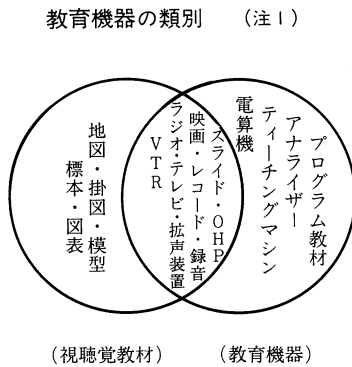 教育機器の類別　(注1)
プログラム教材
アナライザー
ティーチングマシン
電算機
スライド・OHP
映画・レコード・録音
ラジオ・テレビ・拡声装置
VTR
地図・掛図・模型
標本・図表
(視聴覚教材)
(教育機器)